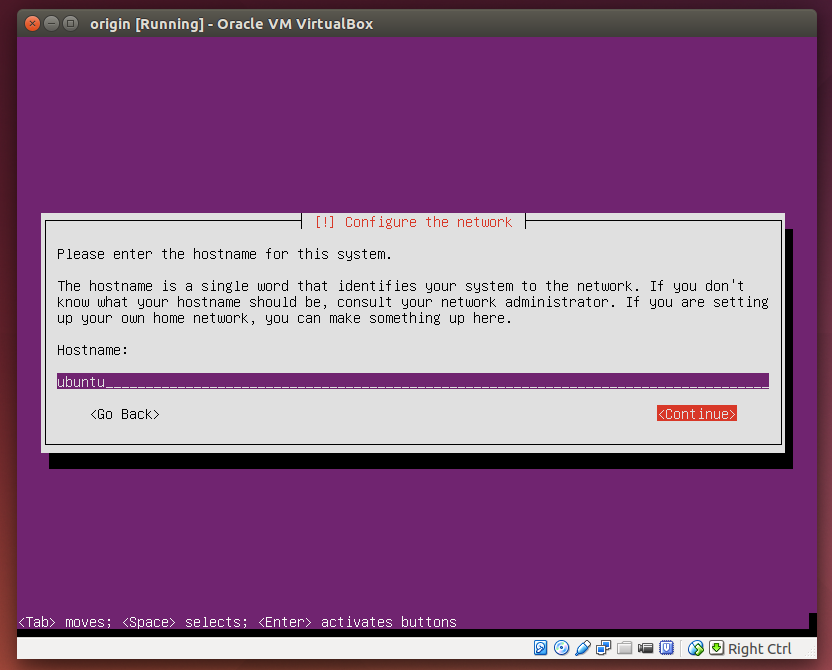 origin [Running] - Oracle VM VirtualBox
[!] Configure the network
Please enter the hostname for this system.
The hostname is a single word that identifies your system to the network. If you don't
know what your hostname should be, consult your network administrator. If you are setting
up your own home network, you can make something up here.
Hostname:
ubuntu
<Go Back> <Continue>
<Tab> moves; <Space> selects; <Enter> activates buttons
Right Ctrl